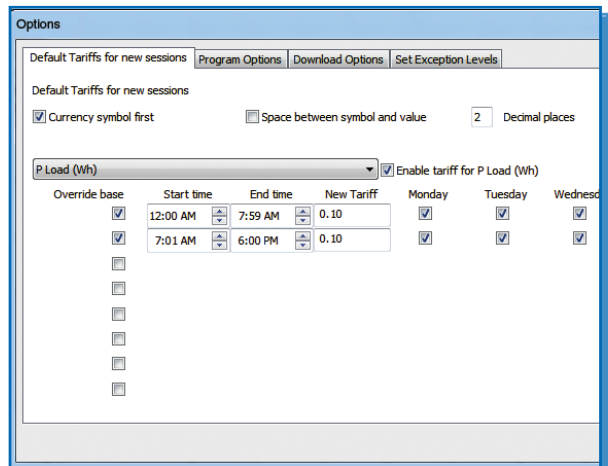 Options
Default Tariffs for new sessions Program Options Download Options Set Exception Levels
Default Tariffs for new sessions
Currency symbol first Space between symbol and value 2 Decimal places
P Load (Wh) Enable tariff for P Load (Wh)
Override base Start time End time New Tariff Monday Tuesday Wednesd
12:00 AM 7:59 AM 0.10
7:01 AM 6:00 PM 0.10